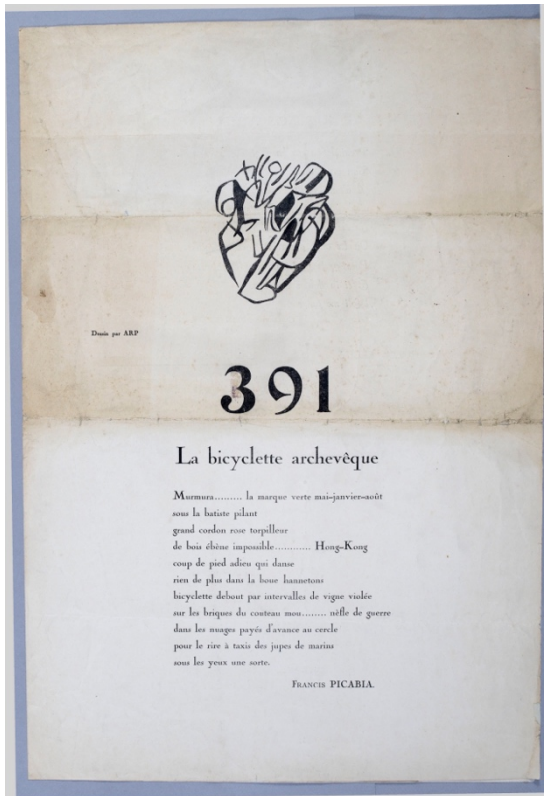 Dessin par ARP
391
La bicyclette archevêque
Murmura......... la marque verte mai-janvier-août
sous la batiste pilant
grand cordon rose torpilleur
de bois ébène impossible............ Hong-Kong
coup de pied adieu qui danse
rien de plus dans la boue hannetons
bicyclette debout par intervalles de vigne violée
sur les briques du couteau mou........ nèfle de guerre
dans les nuages payés d'avance au cercle
pour le rire à taxis des jupes de marins
sous les yeux une sorte.
FRANCIS PICABIA.